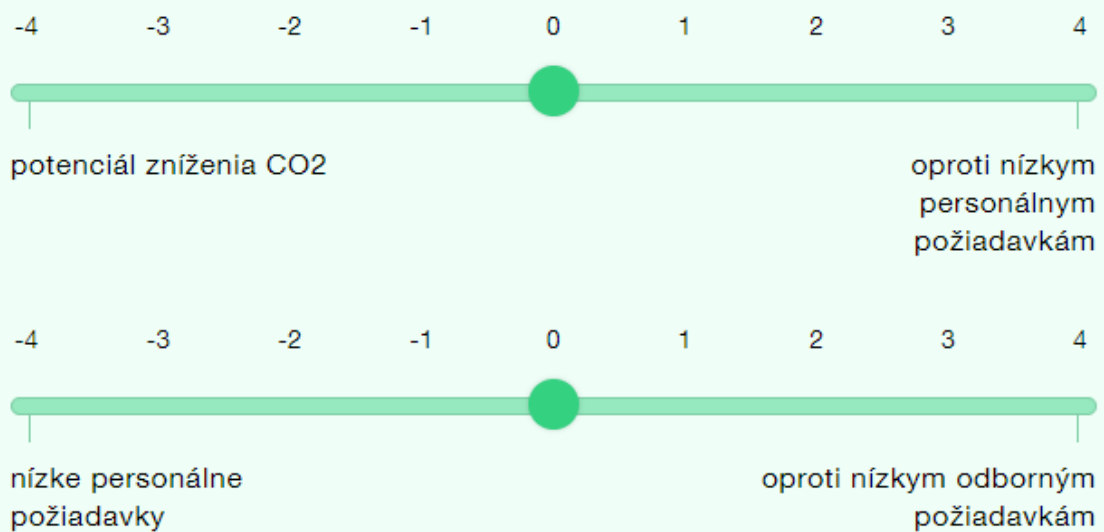 -4 -3 -2 -1 0 1 2 3 4
potenciál zníženia CO2
oproti nízkym
personálnym
požiadavkám
-4 -3 -2 -1 0 1 2 3 4
nízke personálne
požiadavky
oproti nízkym odborným
požiadavkám